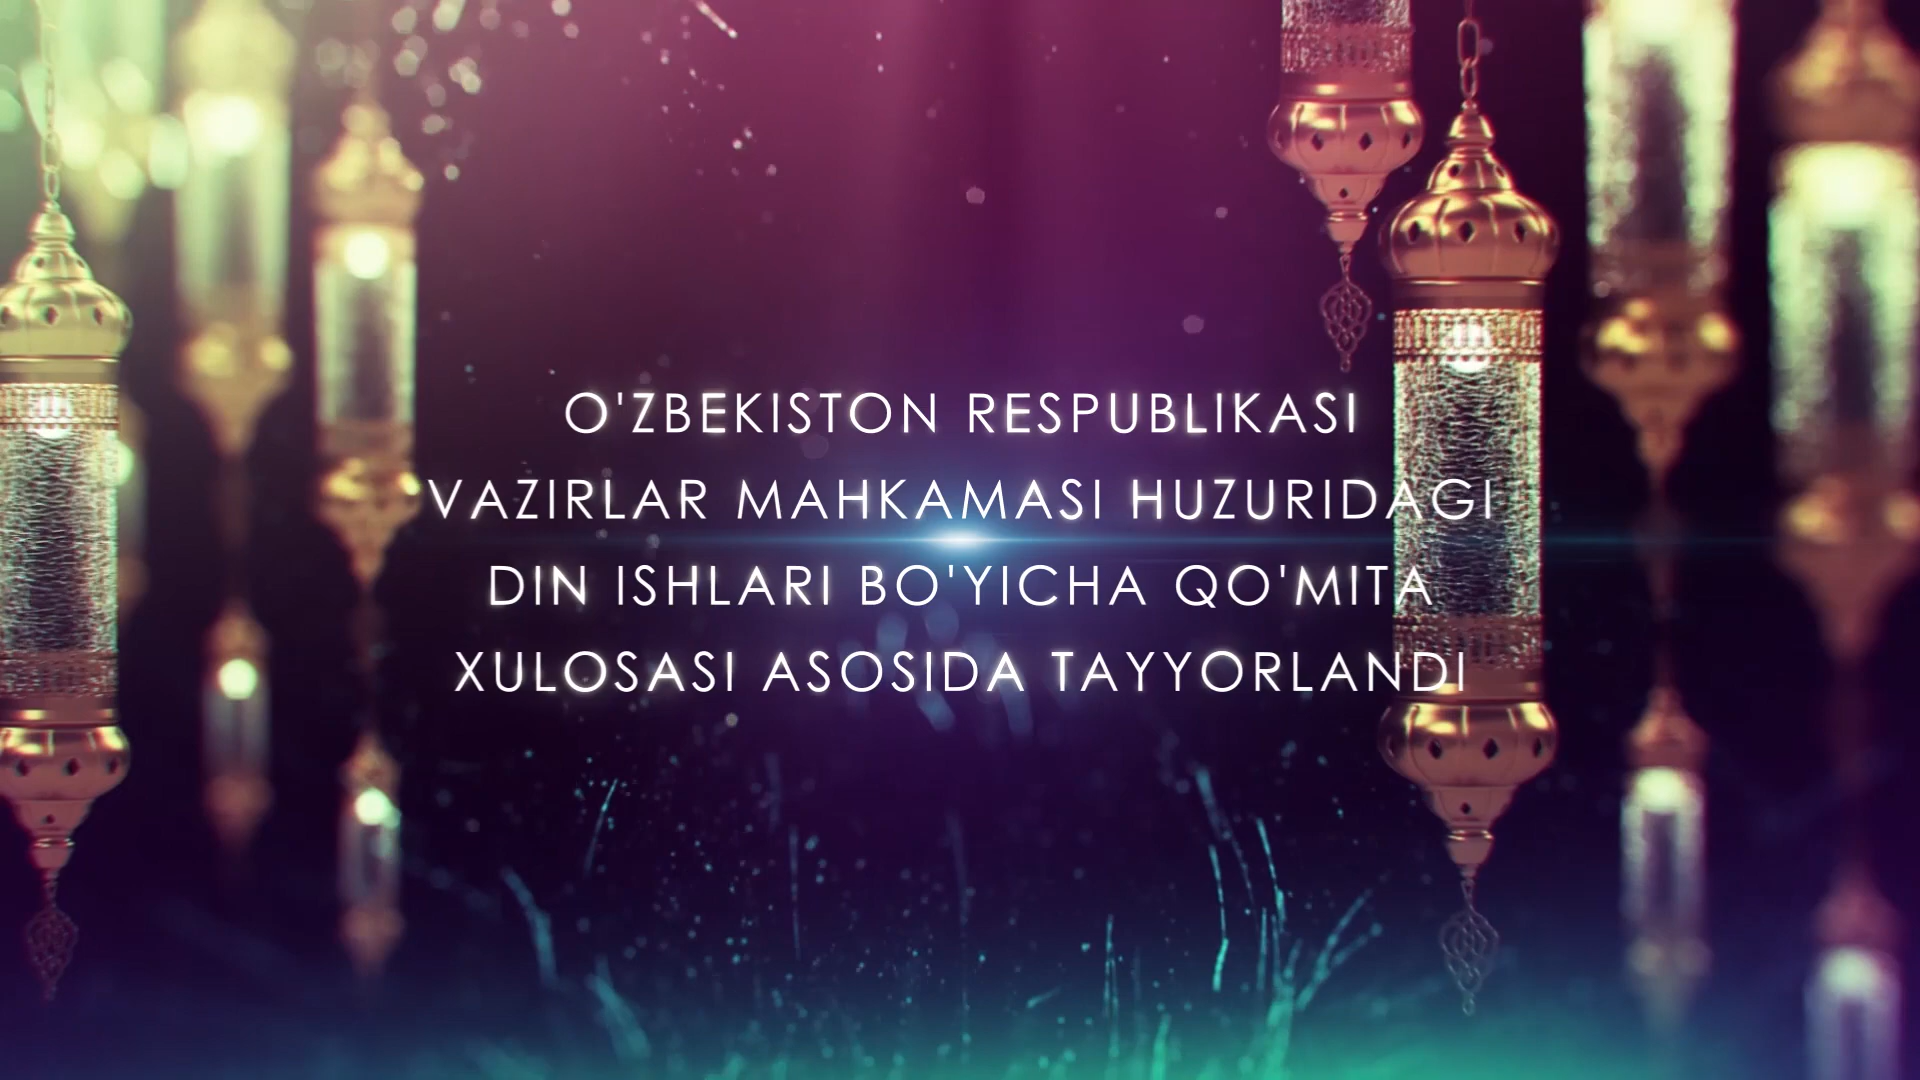 O'ZBEKISTON RESPUBLIKASI
VAZIRLAR MAHKAMASI HUZURIDAGI
DIN ISHLARI BO'YICHA QO'MITA
XULOSASI ASOSIDA TAYYORLANDI